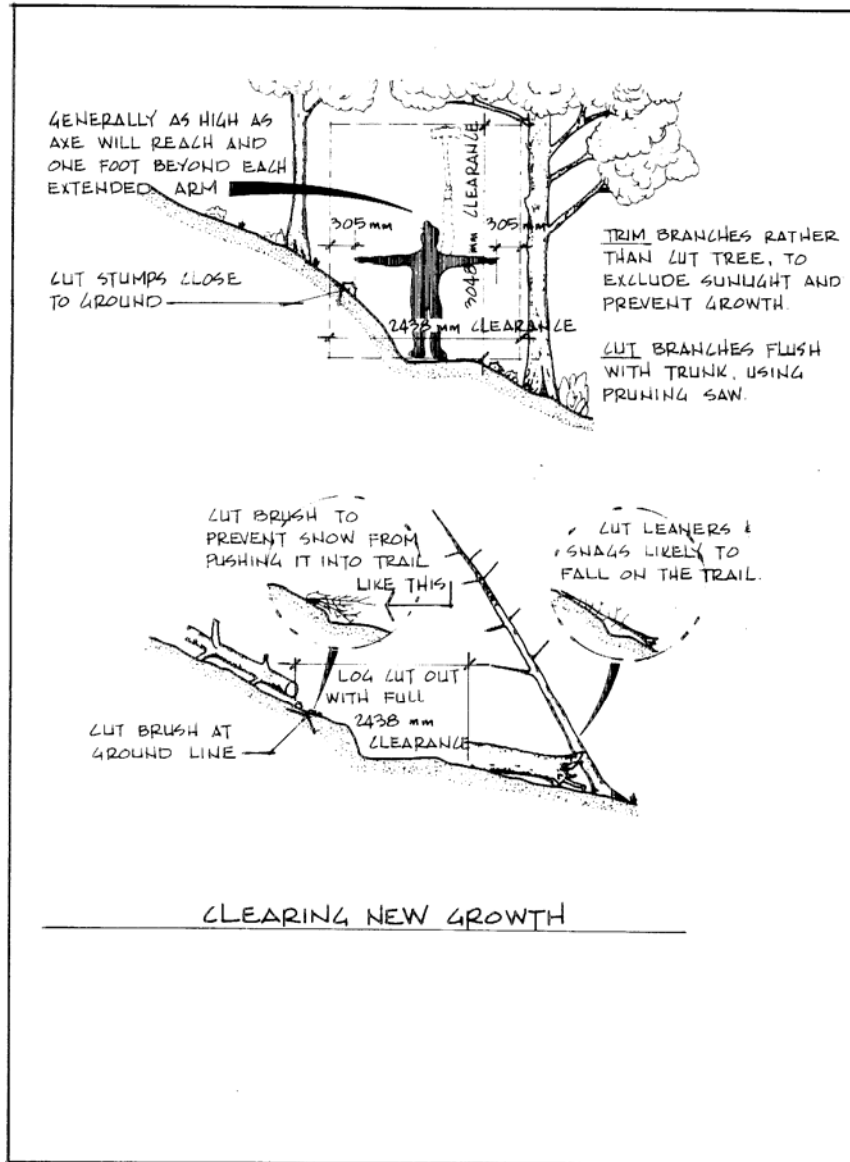 GENERALLY AS HIGH AS
AXE WILL REACH AND
ONE FOOT BEYOND EACH
EXTENDED ARM
305 mm
3048 mm CLEARANCE
305 mm
CUT STUMPS CLOSE
TO GROUND
2438 mm CLEARANCE
TRIM BRANCHES RATHER
THAN CUT TREE, TO
EXCLUDE SUNLIGHT AND
PREVENT GROWTH.
CUT BRANCHES FLUSH
WITH TRUNK, USING
PRUNING SAW.
CUT BRUSH TO
PREVENT SNOW FROM
PUSHING IT INTO TRAIL
LIKE THIS
CUT LEANERS &
SNAGS LIKELY TO
FALL ON THE TRAIL.
LOG CUT OUT
WITH FULL
2438 mm
CLEARANCE
CUT BRUSH AT
GROUND LINE
CLEARING NEW GROWTH